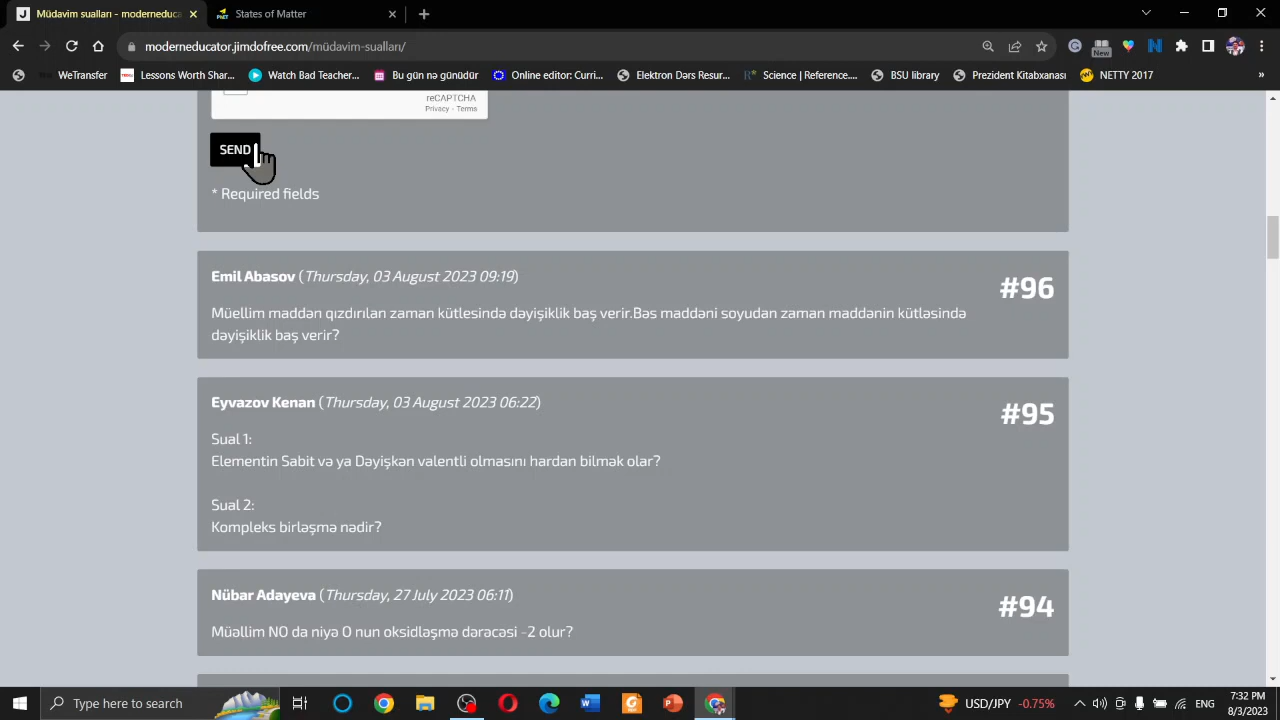 Müdavim sualları - moderneduca
States of Matter
moderneducator.jimdofree.com/müdavim-sualları/
New
WeTransfer
Lessons Worth Shar...
Watch Bad Teacher...
Bu gün nə günüdür
Online euqtion: Curri...
Elektron Dərs Resur...
Science | Reference....
BSU library
Prezident Kitabxanası
NETTY 2017
»
reCAPTCHA
Privacy - Terms
SEND
* Required fields
Emil Abasov (Thursday, 03 August 2023 09:19)
#96
Müellim maddan qızdırılan zaman kütlesində dəyişiklik baş verir.Bəs maddəni soyudan zaman maddənin kütləsində
dəyişiklik baş verir?
Eyvazov Kenan (Thursday, 03 August 2023 06:22)
#95
Sual 1:
Elementin Sabit və ya Dəyişkən valentli olmasını hardan bilmək olar?
Sual 2:
Kompleks birləşmə nədir?
Nübar Adayeva (Thursday, 27 July 2023 06:11)
#94
Müəllim NO da niyə O nun oksidləşmə dərəcəsi -2 olur?
Type here to search
USD/JPY -0.75%
ENG
7:32 PM
8/3/2023